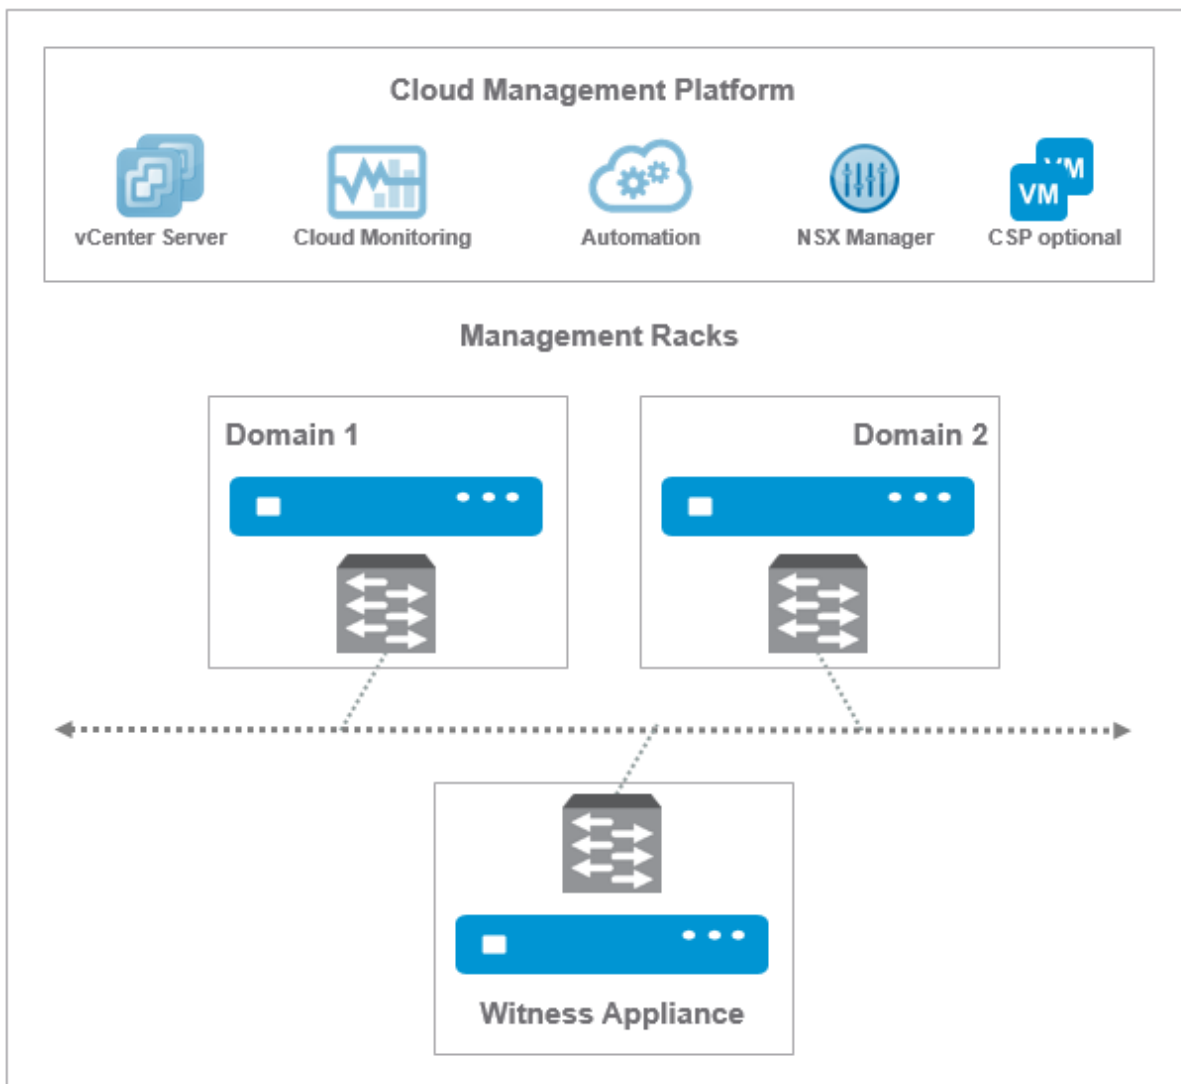 Cloud Management Platform
VM
VM
vCenter Server
Cloud Monitoring
Automation
NSX Manager
CSP optional
Management Racks
Domain 1
Domain 2
Witness Appliance